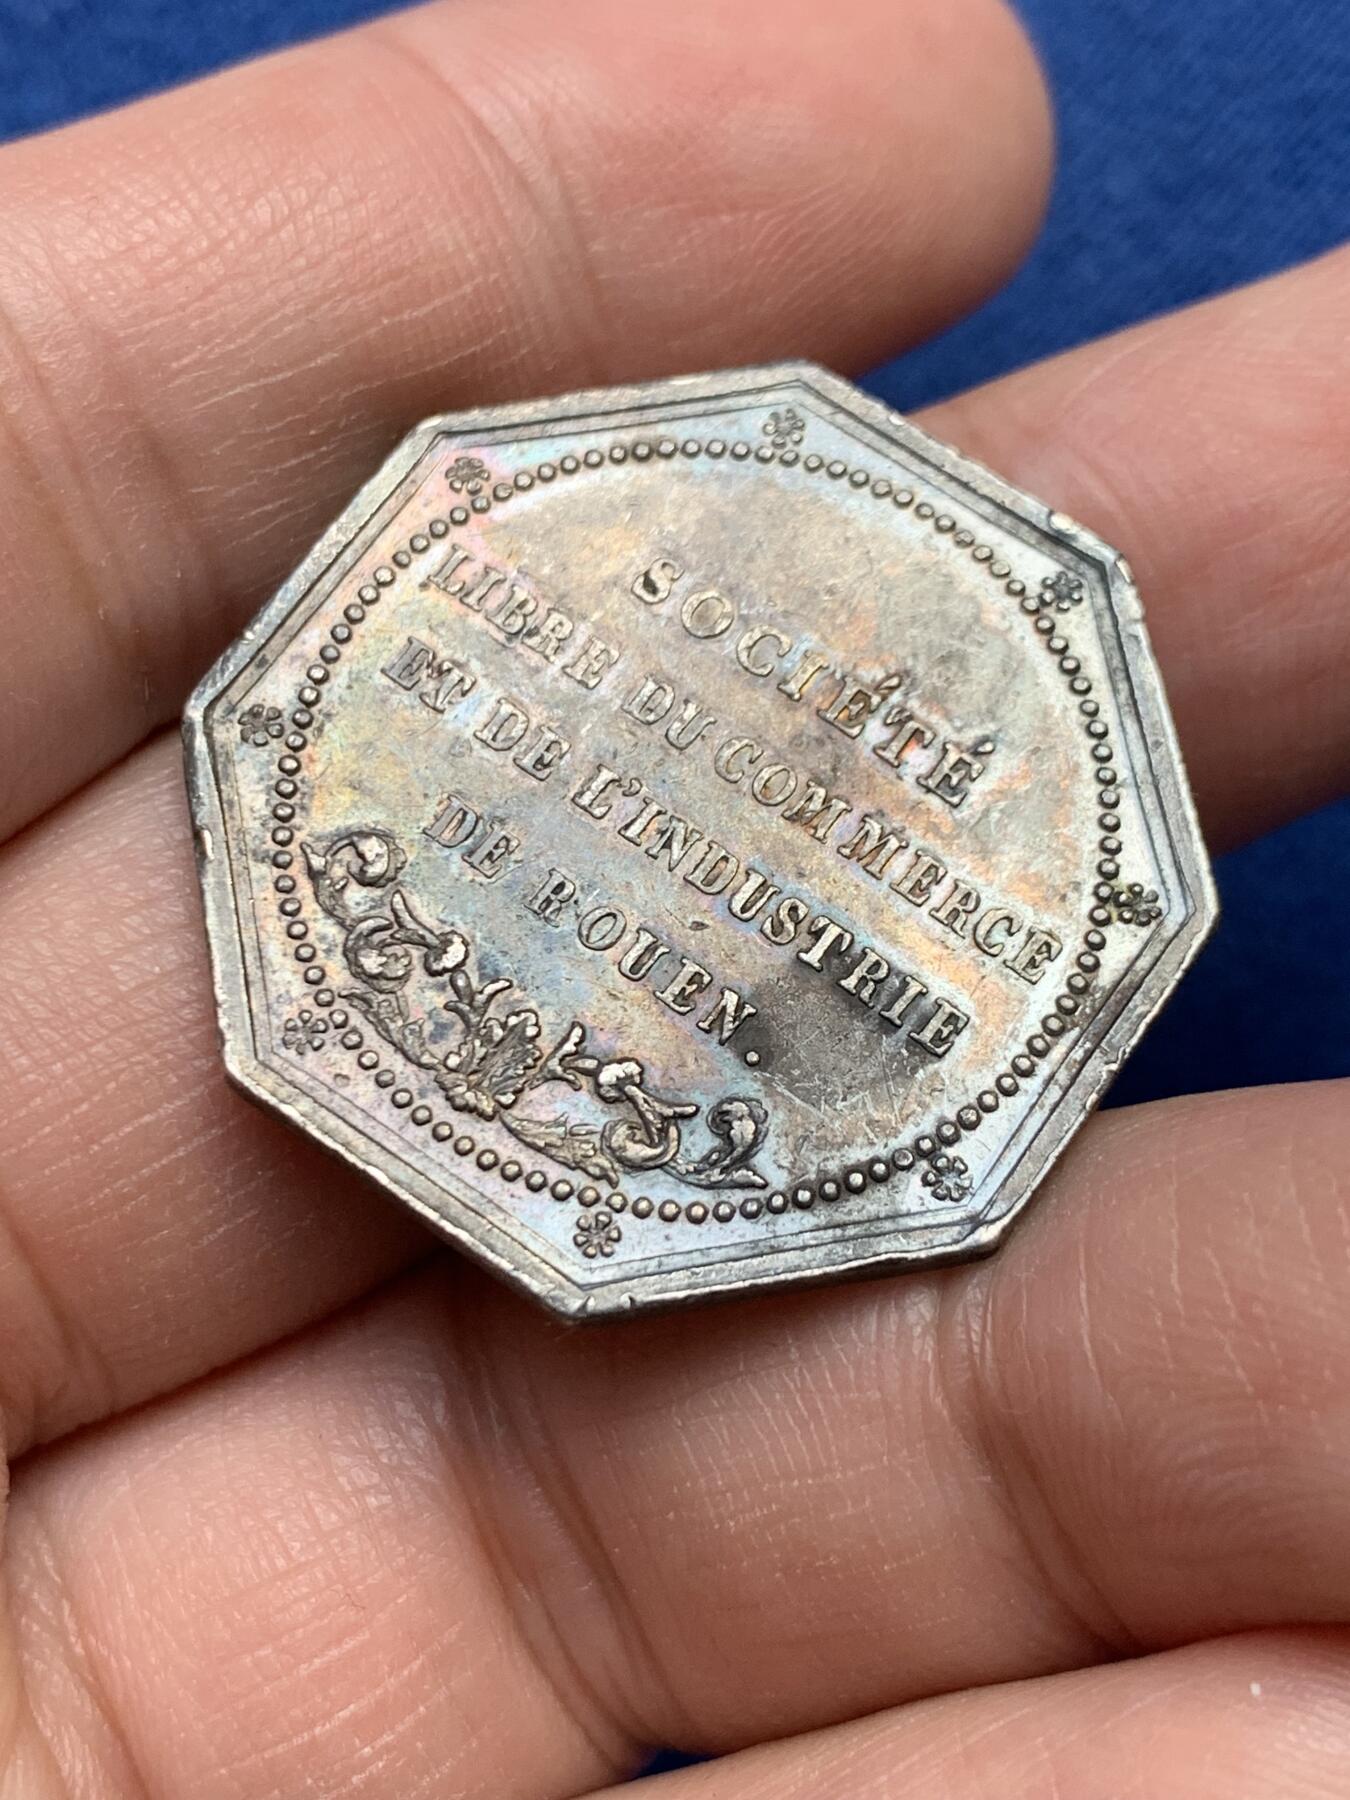 SOCIÉTÉ
LIBRE DU COMMERCE
ET DE L'INDUSTRIE
DE ROUEN.